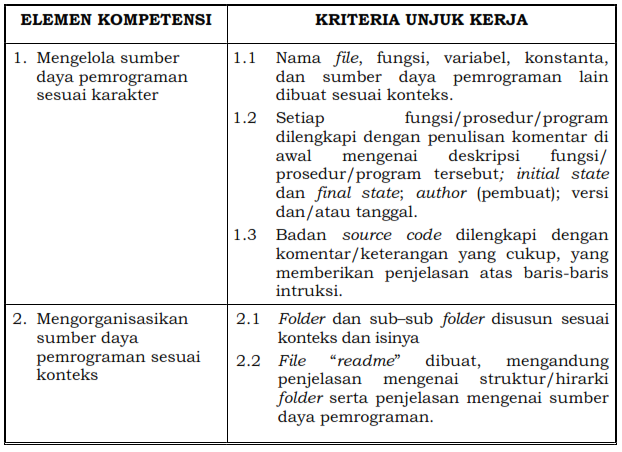 ELEMEN KOMPETENSI
KRITERIA UNJUK KERJA
1. Mengelola sumber
daya pemrograman
sesuai karakter
1.1 Nama file, fungsi, variabel, konstanta,
dan sumber daya pemrograman lain
dibuat sesuai konteks.
1.2 Setiap fungsi/prosedur/program
dilengkapi dengan penulisan komentar di
awal mengenai deskripsi fungsi/
prosedur/program tersebut; initial state
dan final state; author (pembuat); versi
dan/atau tanggal.
1.3 Badan source code dilengkapi dengan
komentar/keterangan yang cukup, yang
memberikan penjelasan atas baris-baris
intruksi.
2. Mengorganisasikan
sumber daya
pemrograman sesuai
konteks
2.1 Folder dan sub–sub folder disusun sesuai
konteks dan isinya
2.2 File “readme” dibuat, mengandung
penjelasan mengenai struktur/hirarki
folder serta penjelasan mengenai sumber
daya pemrograman.